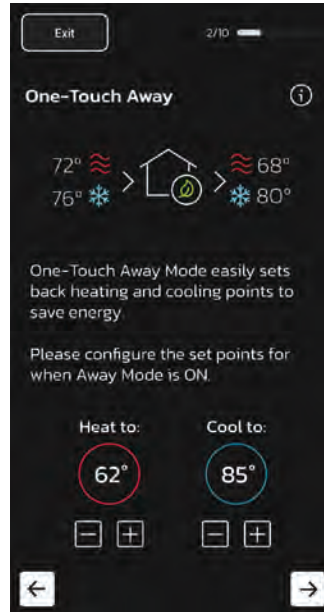 Exit 2/10
One-Touch Away
72° 68°
76° 80°
One-Touch Away Mode easily sets
back heating and cooling points to
save energy.
Please configure the set points for
when Away Mode is ON.
Heat to: Cool to:
62° 85°